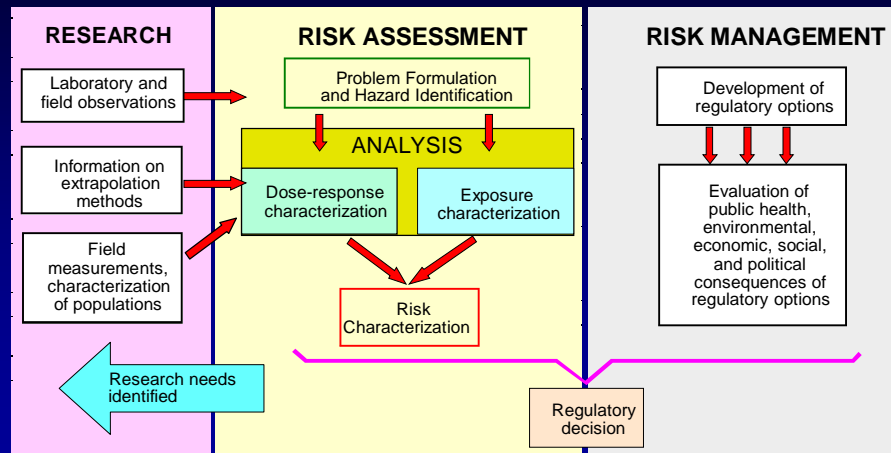 RESEARCH
Laboratory and
field observations
Information on
extrapolation methods
Field
measurements,
characterization
of populations
Research needs
identified
RISK ASSESSMENT
Problem Formulation
and Hazard Identification
ANALYSIS
Dose-response
characterization
Exposure
characterization
Risk
Characterization
RISK MANAGEMENT
Development of
regulatory options
Evaluation of
public health,
environmental,
economic, social,
and political
consequences of
regulatory options
Regulatory
decision